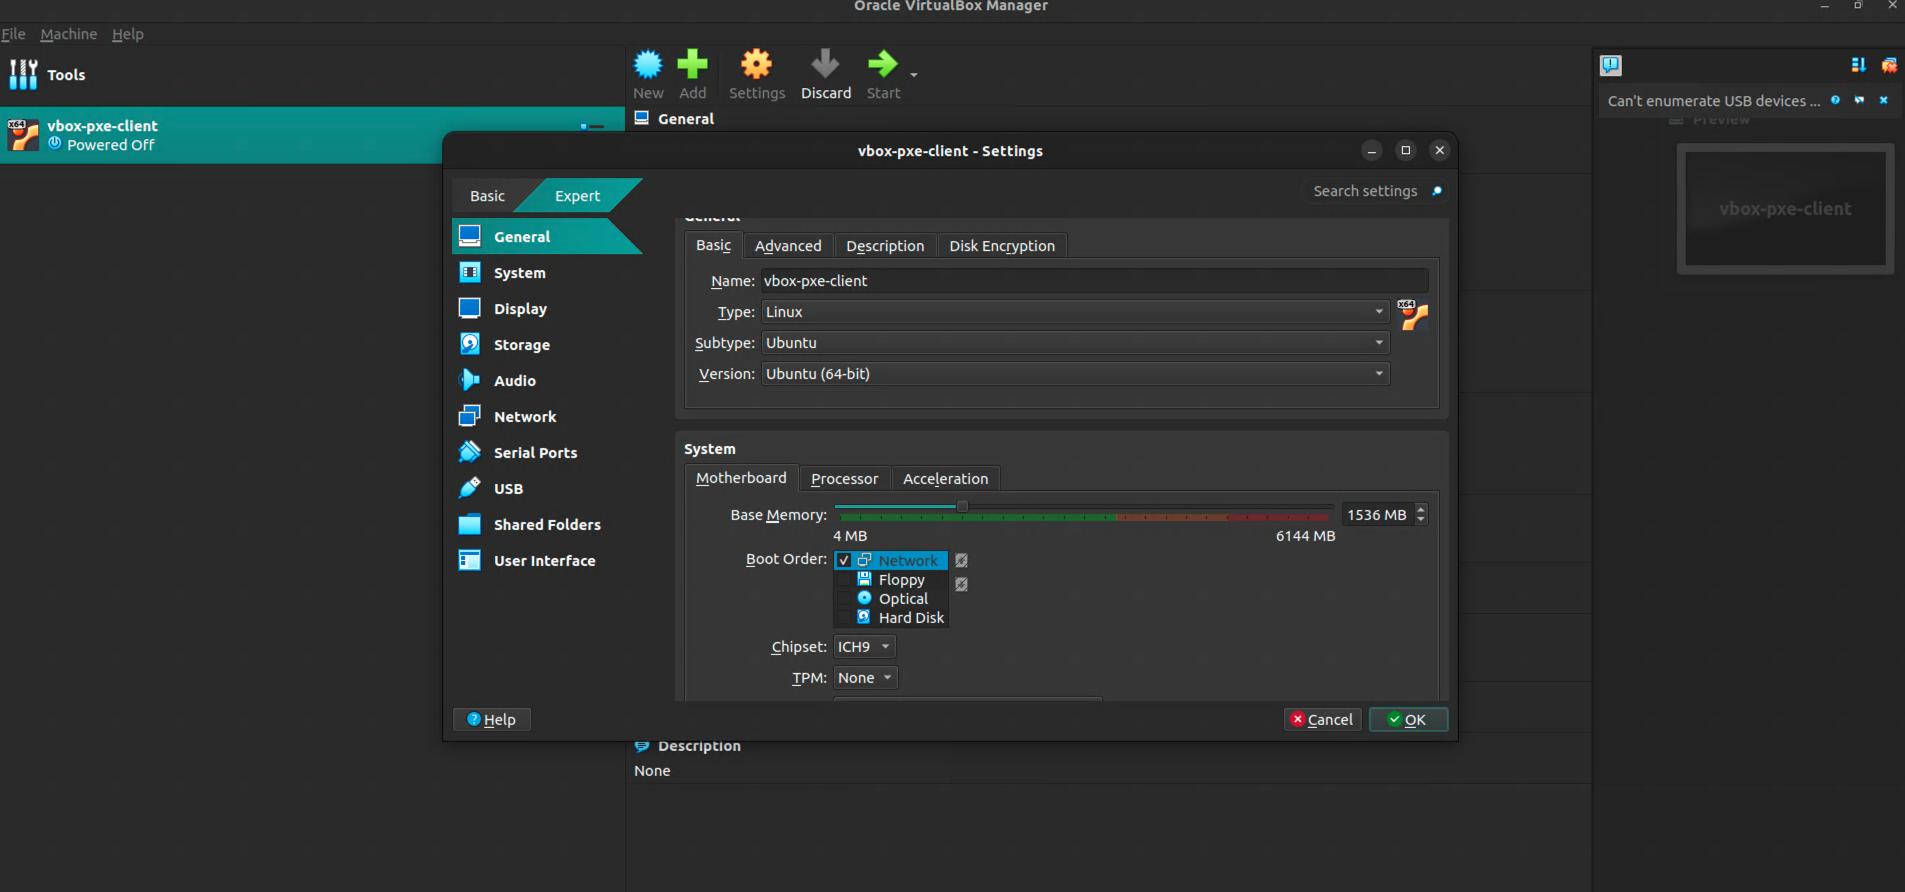 Oracle VirtualBox Manager
File Machine Help
Tools
New Add Settings Discard Start
x64
vbox-pxe-client
Powered Off
General
Can't enumerate USB devices ...
Preview
vbox-pxe-client
vbox-pxe-client - Settings
Basic Expert
Search settings
General
System
Display
Storage
Audio
Network
Serial Ports
USB
Shared Folders
User Interface
General
Basic Advanced Description Disk Encryption
Name: vbox-pxe-client
Type: Linux
x64
Subtype: Ubuntu
Version: Ubuntu (64-bit)
System
Motherboard Processor Acceleration
Base Memory: 1536 MB
4 MB 6144 MB
Boot Order: Network
Floppy
Optical
Hard Disk
Chipset: ICH9
TPM: None
Help Cancel OK
Description
None